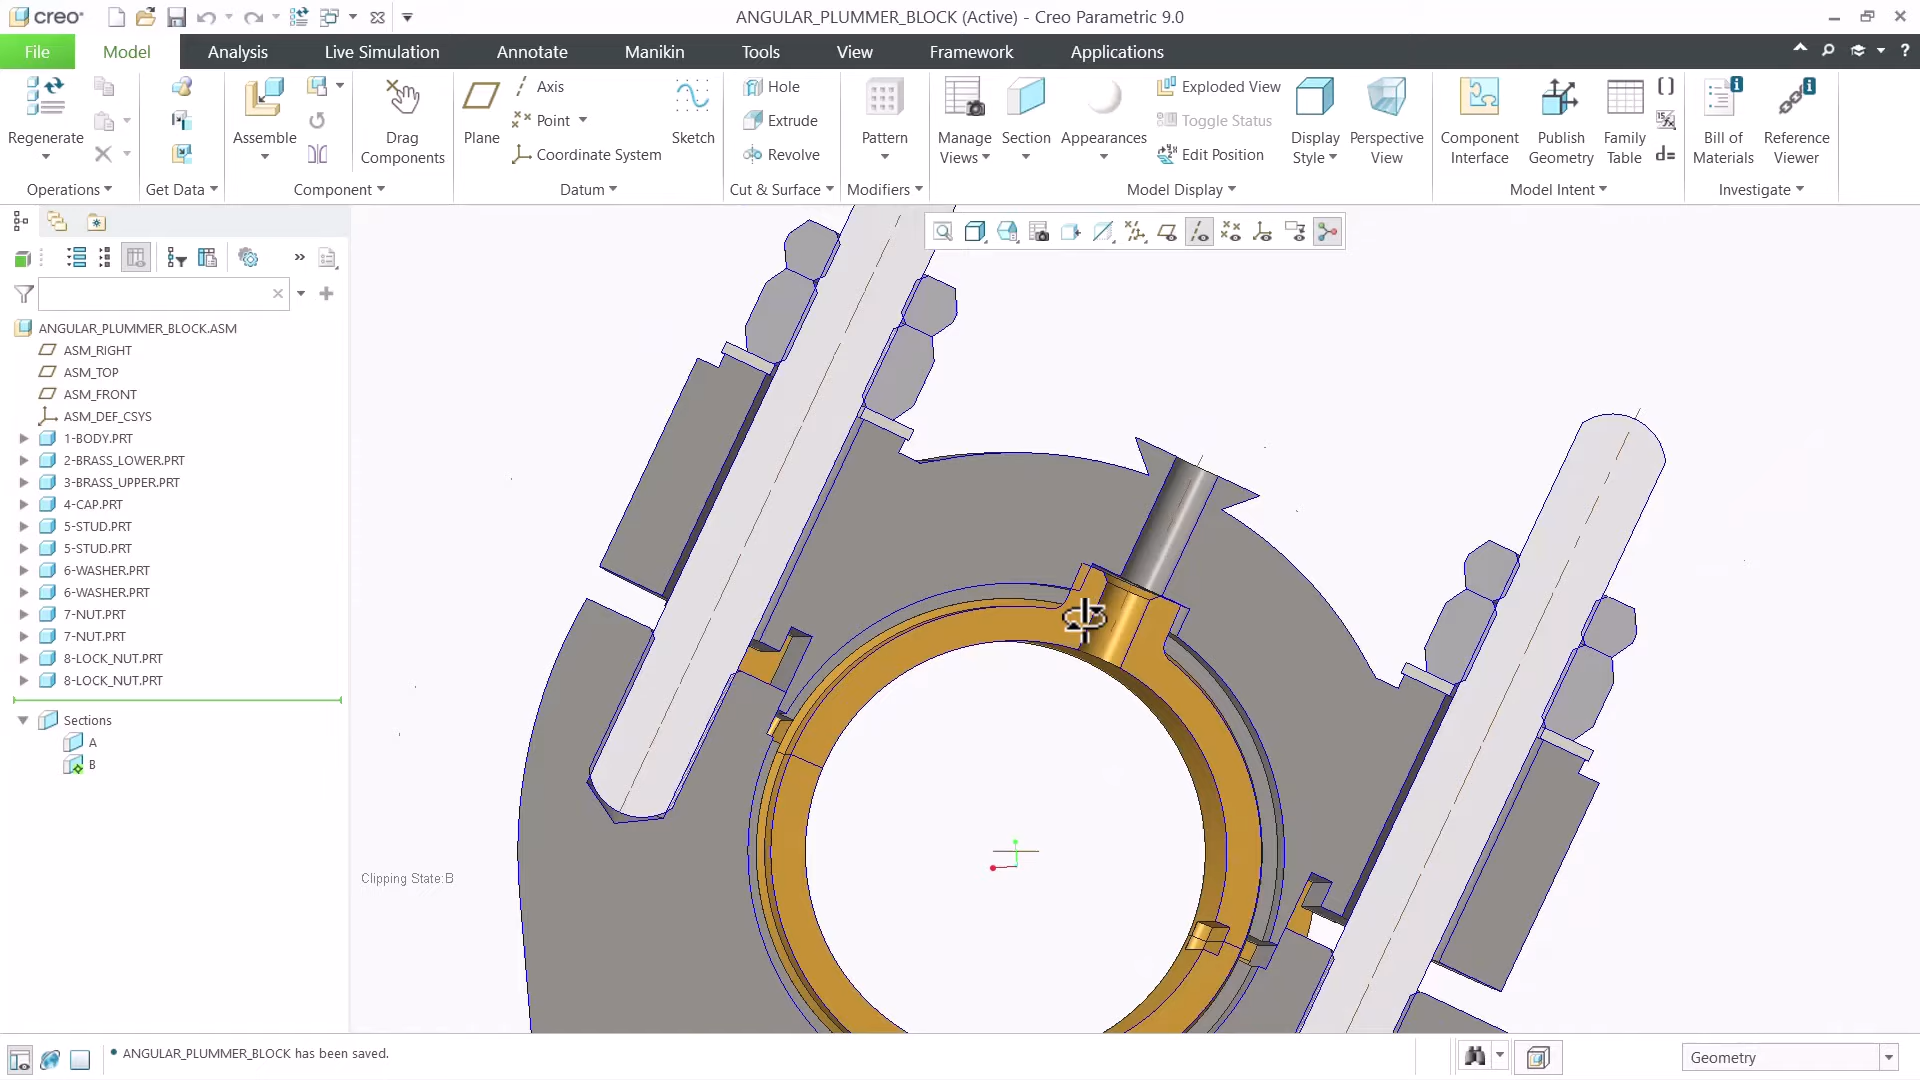 creo
ANGULAR_PLUMMER_BLOCK (Active) - Creo Parametric 9.0
File Model Analysis Live Simulation Annotate Manikin Tools View Framework Applications
Regenerate
Operations
Get Data
Assemble
Drag
Components
Component
Plane
Axis
Point
Coordinate System
Sketch
Datum
Hole
Extrude
Revolve
Cut & Surface
Pattern
Modifiers
Manage
Views
Section
Appearances
Exploded View
Toggle Status
Edit Position
Display
Style
Perspective
View
Model Display
Component
Interface
Publish
Geometry
Family
Table
d=
Model Intent
Bill of
Materials
Reference
Viewer
Investigate
ANGULAR_PLUMMER_BLOCK.ASM
ASM_RIGHT
ASM_TOP
ASM_FRONT
ASM_DEF_CSYS
1-BODY.PRT
2-BRASS_LOWER.PRT
3-BRASS_UPPER.PRT
4-CAP.PRT
5-STUD.PRT
5-STUD.PRT
6-WASHER.PRT
6-WASHER.PRT
7-NUT.PRT
7-NUT.PRT
8-LOCK_NUT.PRT
8-LOCK_NUT.PRT
Sections
A
B
Clipping State:B
• ANGULAR_PLUMMER_BLOCK has been saved.
Geometry